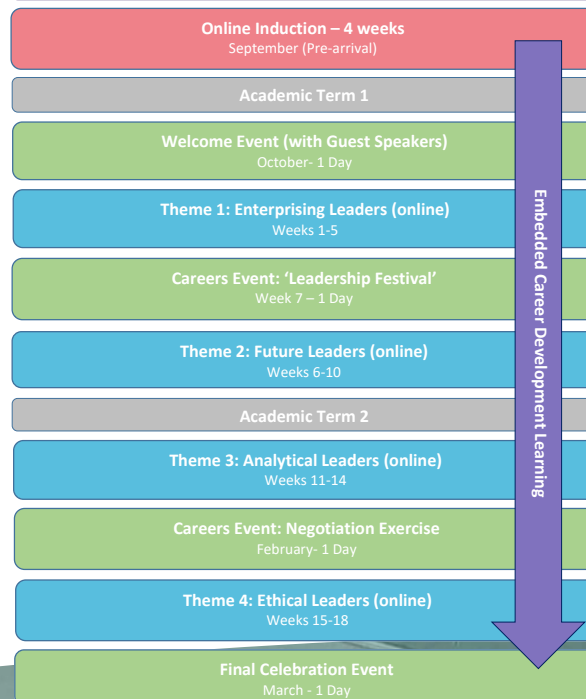 Online Induction – 4 weeks
September (Pre-arrival)
Academic Term 1
Welcome Event (with Guest Speakers)
October- 1 Day
Theme 1: Enterprising Leaders (online)
Weeks 1-5
Careers Event: ‘Leadership Festival’
Week 7 – 1 Day
Theme 2: Future Leaders (online)
Weeks 6-10
Academic Term 2
Theme 3: Analytical Leaders (online)
Weeks 11-14
Careers Event: Negotiation Exercise
February- 1 Day
Theme 4: Ethical Leaders (online)
Weeks 15-18
Final Celebration Event
March - 1 Day
Embedded Career Development Learning